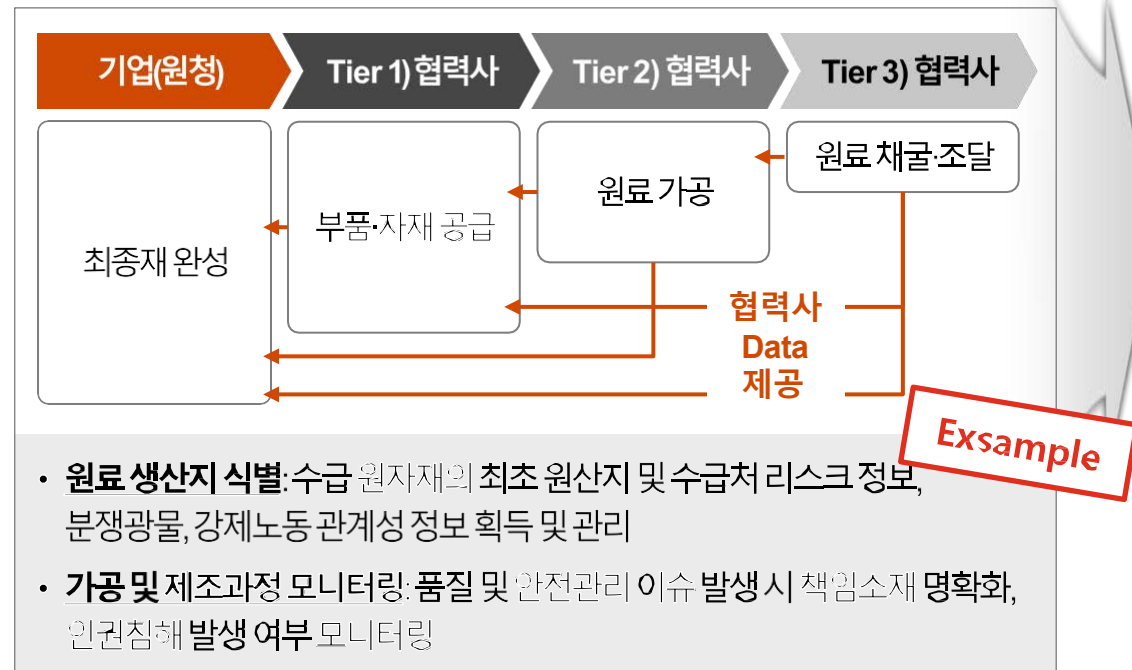 기업(원청)
Tier 1) 협력사
Tier 2) 협력사
Tier 3) 협력사
최종재 완성
부품·자재 공급
원료 가공
원료 채굴·조달
협력사
Data
제공
Exsample
• 원료 생산지 식별: 수급 원자재의 최초 원산지 및 수급처 리스크 정보,
분쟁광물, 강제노동 관계성 정보 획득 및 관리
• 가공 및 제조과정 모니터링: 품질 및 안전관리 이슈 발생 시 책임소재 명확화,
인권침해 발생 여부 모니터링